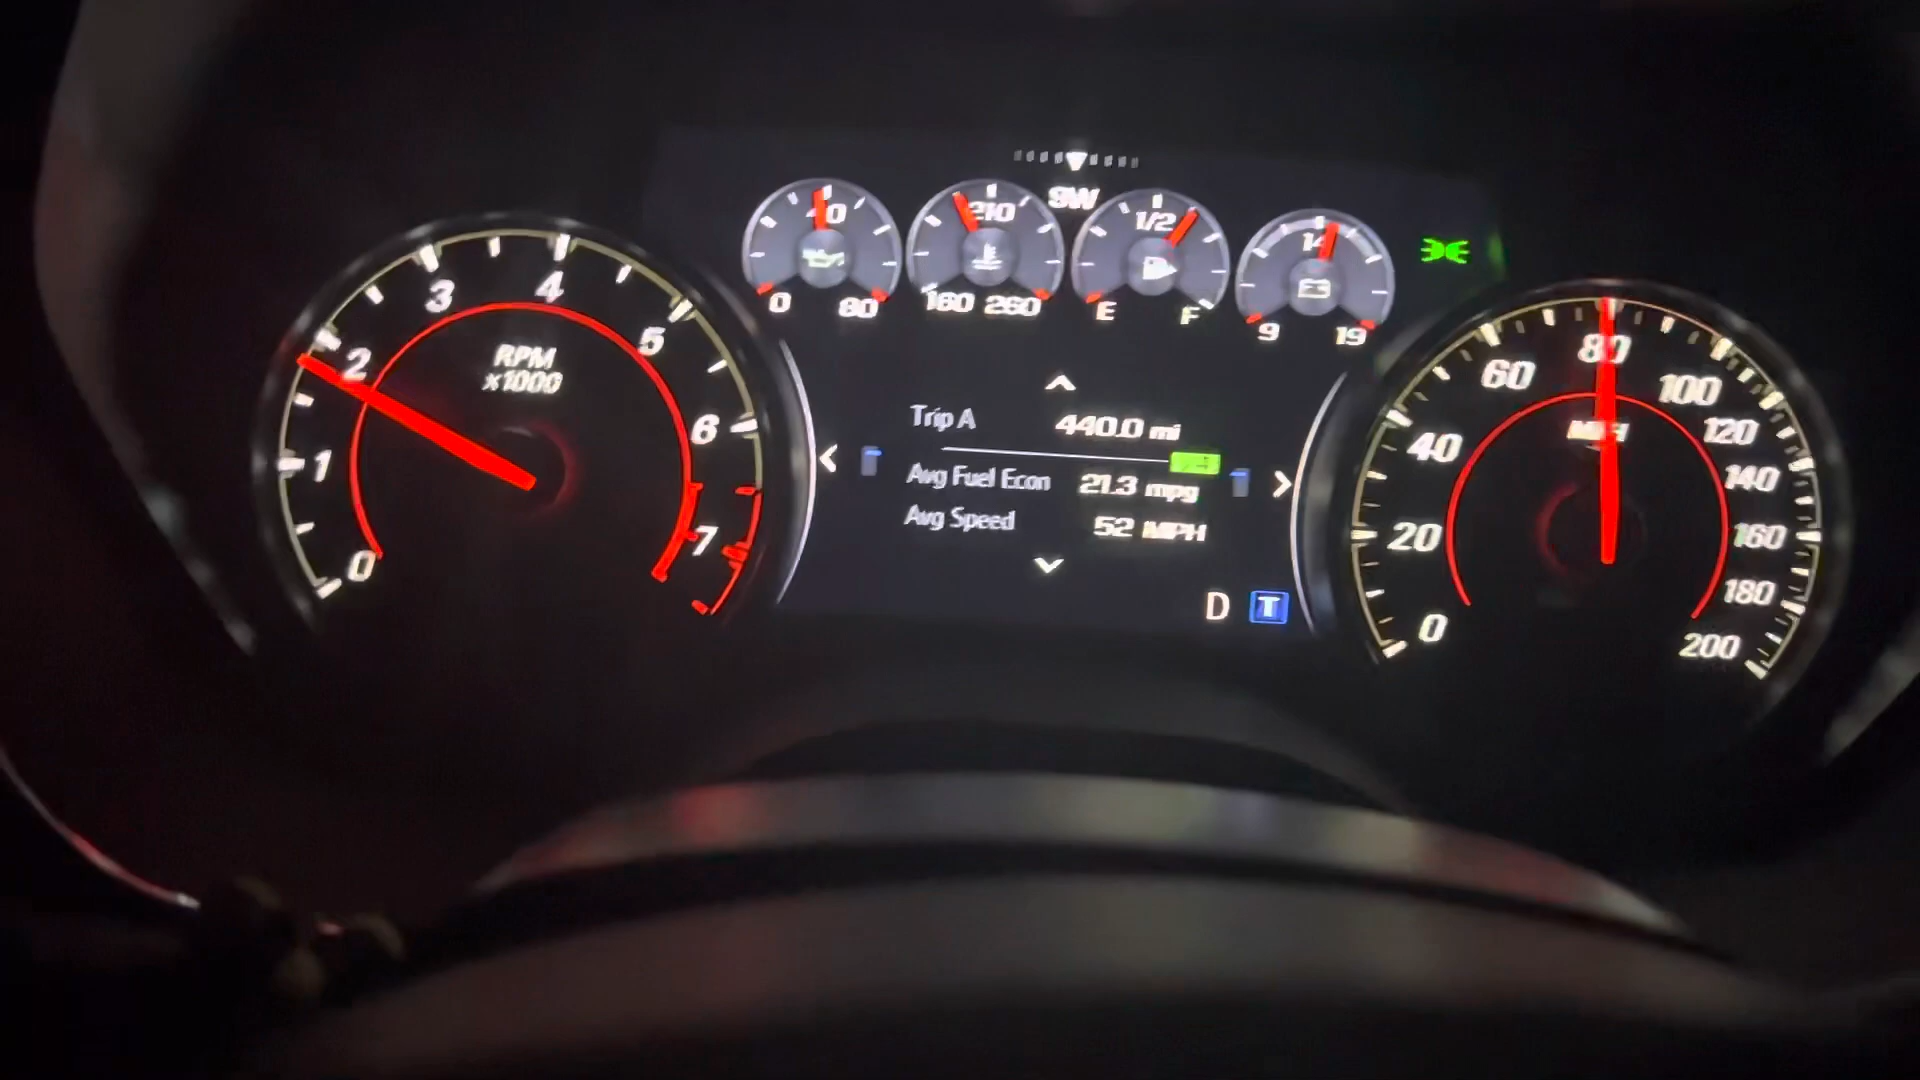 SW
40
210
1/2
14
0 80
160 260
E F
9 19
0 1 2 3 4 5 6 7
RPM
x1000
Trip A 440.0 mi
Avg Fuel Econ 21.3 mpg
Avg Speed 52 MPH
D T
0 20 40 60 80 100 120 140 160 180 200
MPH